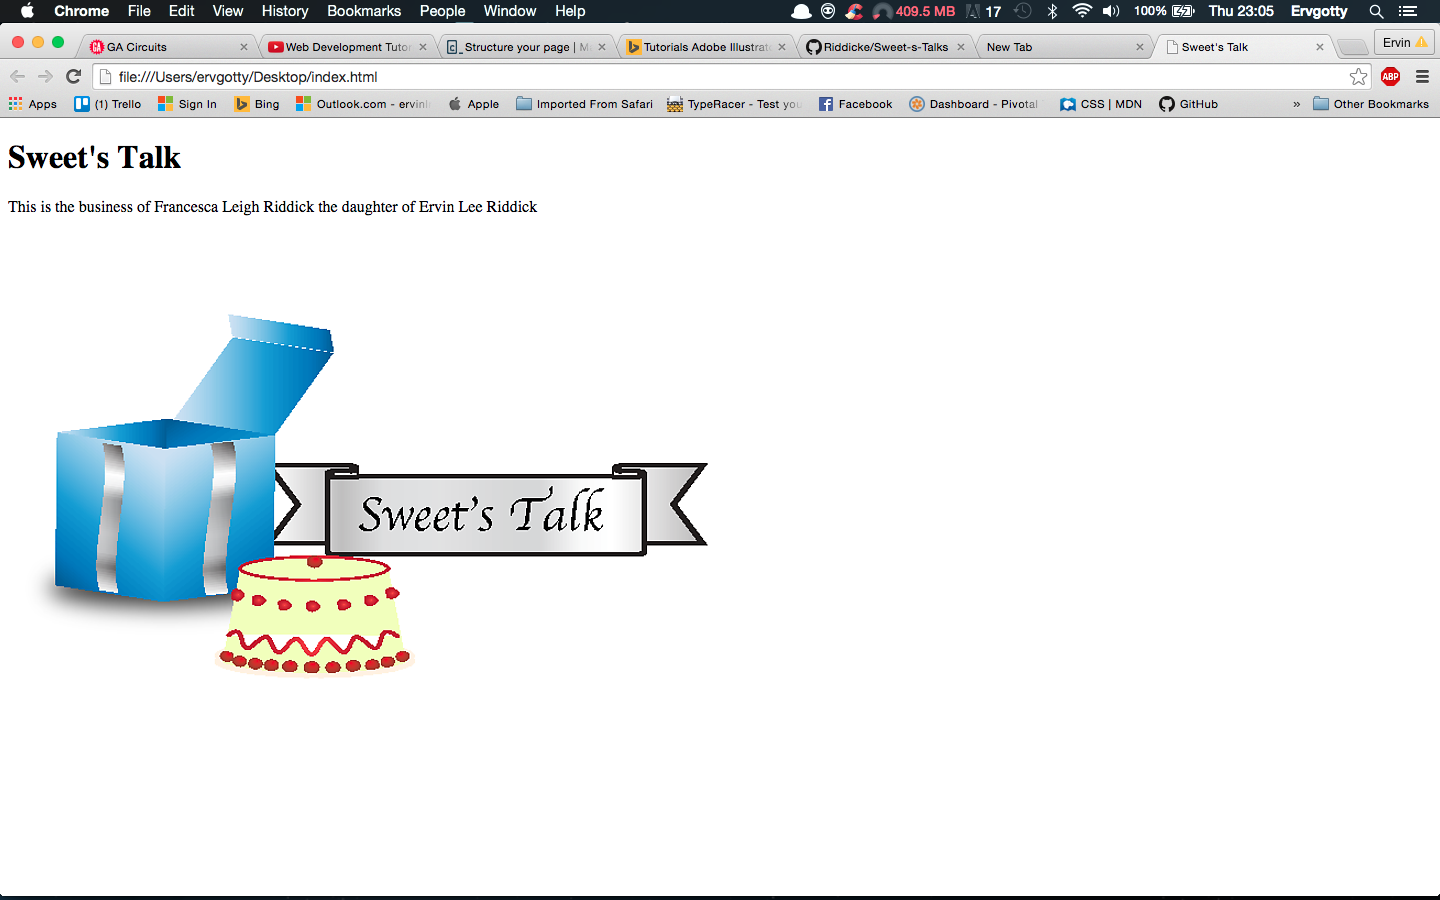 Chrome File Edit View History Bookmarks People Window Help 409.5 MB 17 100% Thu 23:05 Ervgotty
GA Circuits Web Development Tutor Structure your page | M Tutorials Adobe Illustrat Riddicke/Sweet-s-Talks New Tab Sweet's Talk Ervin
file:///Users/ervgotty/Desktop/index.html ABP
Apps (1) Trello Sign In Bing Outlook.com - ervinl Apple Imported From Safari TypeRacer - Test you Facebook Dashboard - Pivotal CSS | MDN GitHub » Other Bookmarks
Sweet's Talk
This is the business of Francesca Leigh Riddick the daughter of Ervin Lee Riddick
Sweet's Talk